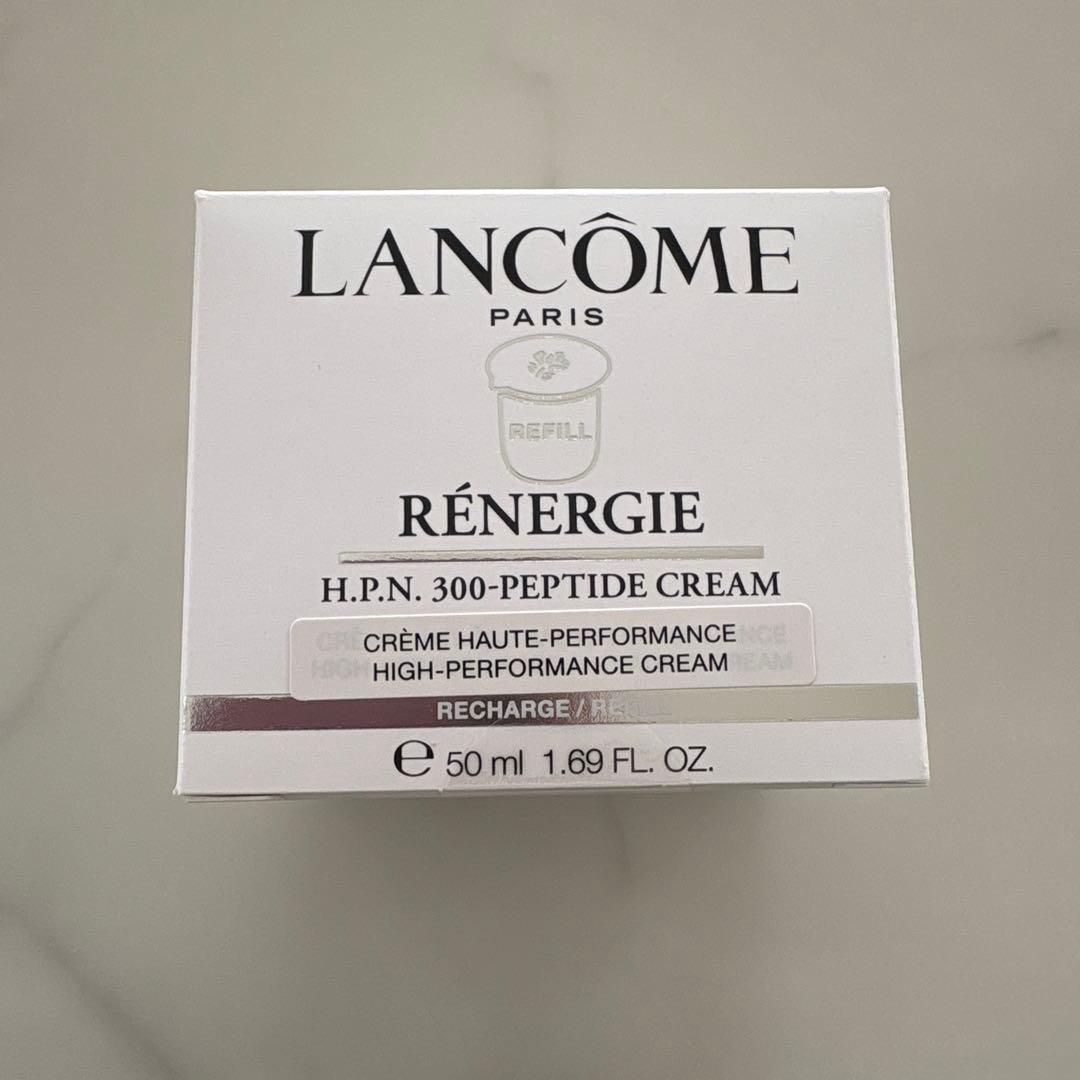 LANCÔME
PARIS
REFILL
RÉNERGIE
H.P.N. 300-PEPTIDE CREAM
CRÈME HAUTE-PERFORMANCE
HIGH-PERFORMANCE CREAM
RECHARGE / REFILL
℮ 50 ml 1.69 FL. OZ.